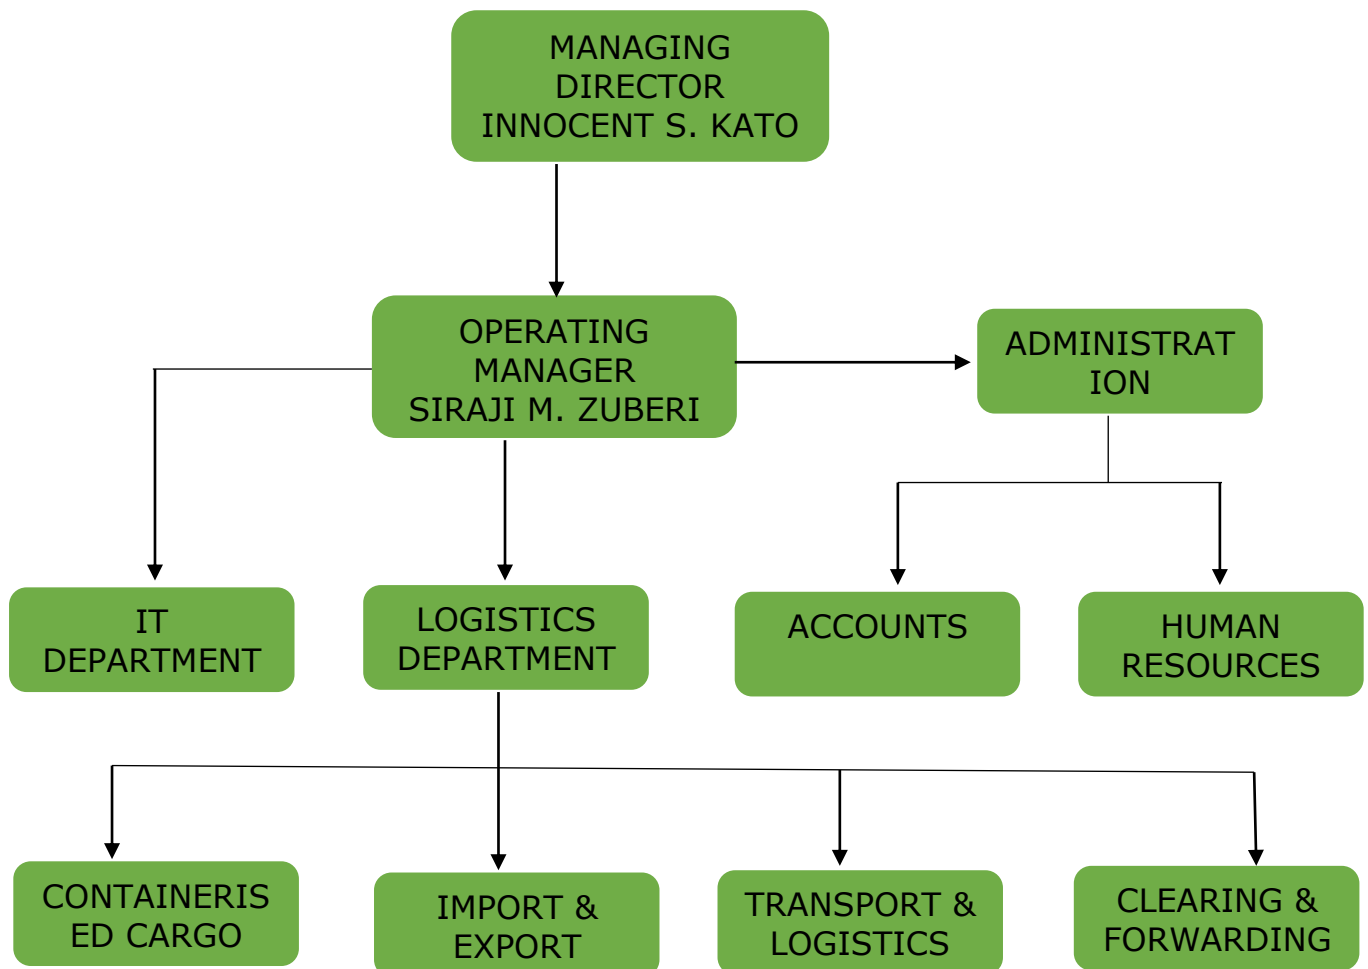 MANAGING
DIRECTOR
INNOCENT S. KATO
OPERATING
MANAGER
SIRAJI M. ZUBERI
ADMINISTRAT
ION
IT
DEPARTMENT
LOGISTICS
DEPARTMENT
ACCOUNTS
HUMAN
RESOURCES
CONTAINERIS
ED CARGO
IMPORT &
EXPORT
TRANSPORT &
LOGISTICS
CLEARING &
FORWARDING